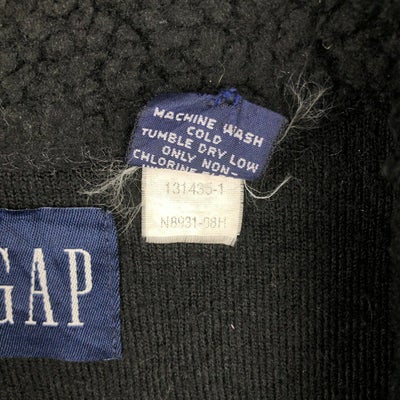 MACHINE WASH
COLD
TUMBLE DRY LOW
ONLY NON-
CHLORINE
131435-1
N8931-08H
GAP